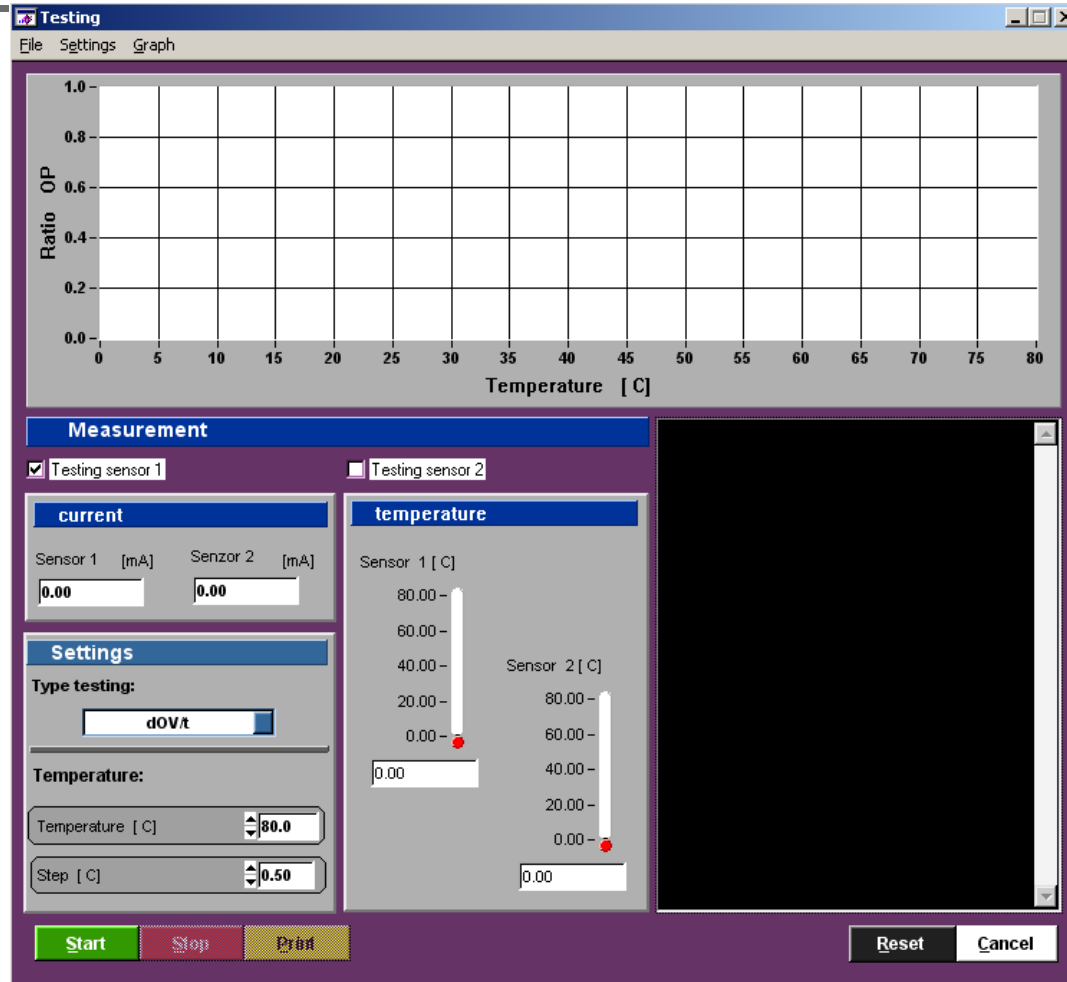 Testing
File Settings Graph
1.0
0.8
0.6
0.4
0.2
0.0
Ratio OP
0 5 10 15 20 25 30 35 40 45 50 55 60 65 70 75 80
Temperature [ C]
Measurement
Testing sensor 1
Testing sensor 2
current
Sensor 1 [mA] Senzor 2 [mA]
0.00 0.00
temperature
Sensor 1 [ C]
80.00
60.00
40.00
20.00
0.00
0.00
Sensor 2 [ C]
80.00
60.00
40.00
20.00
0.00
0.00
Settings
Type testing:
dOV/t
Temperature:
Temperature [ C] 80.0
Step [ C] 0.50
Start Stop Print
Reset Cancel